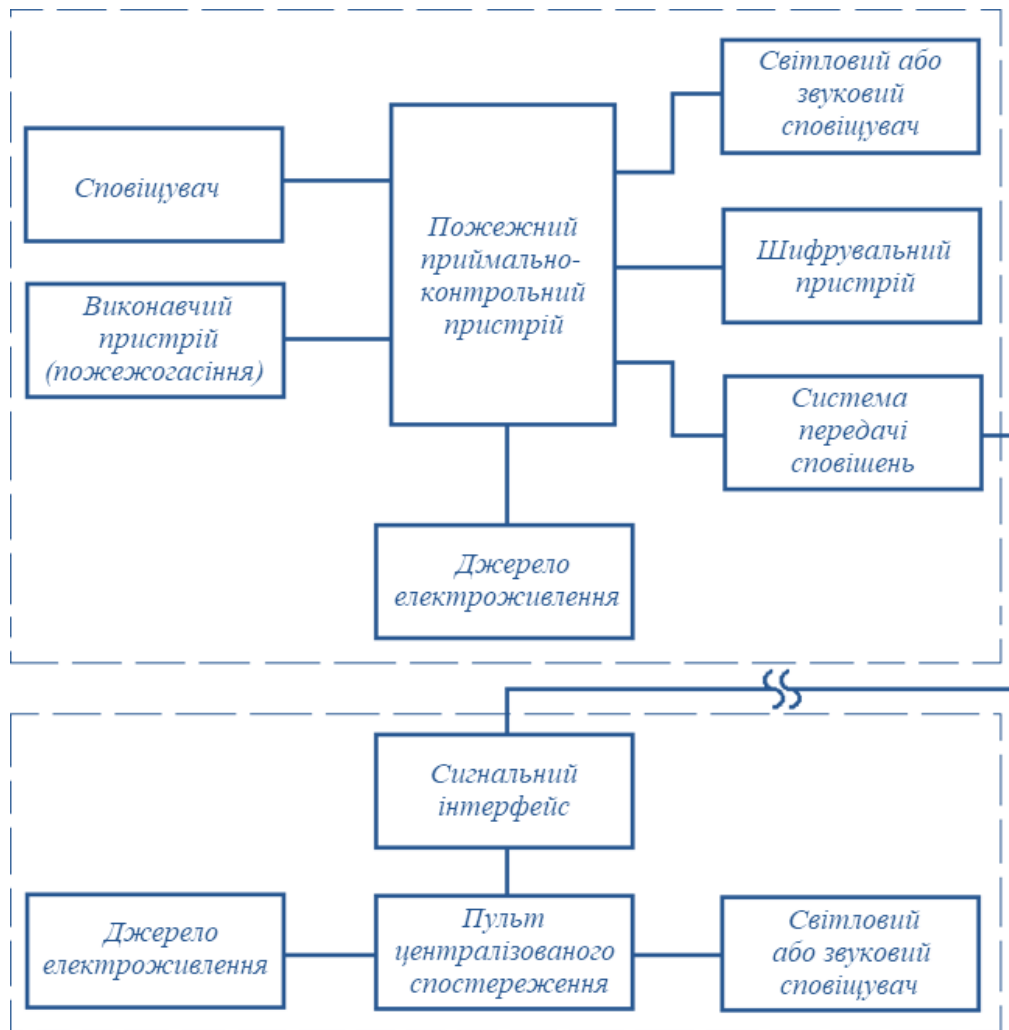 Світловий або
звуковий
сповіщувач
Сповіщувач
Пожежний
приймально-
контрольний
пристрій
Шифрувальний
пристрій
Виконавчий
пристрій
(пожежогасіння)
Система
передачі
сповішень
Джерело
електроживлення
Сигнальний
інтерфейс
Джерело
електроживлення
Пульт
централізованого
спостереження
Світловий
або звуковий
сповіщувач